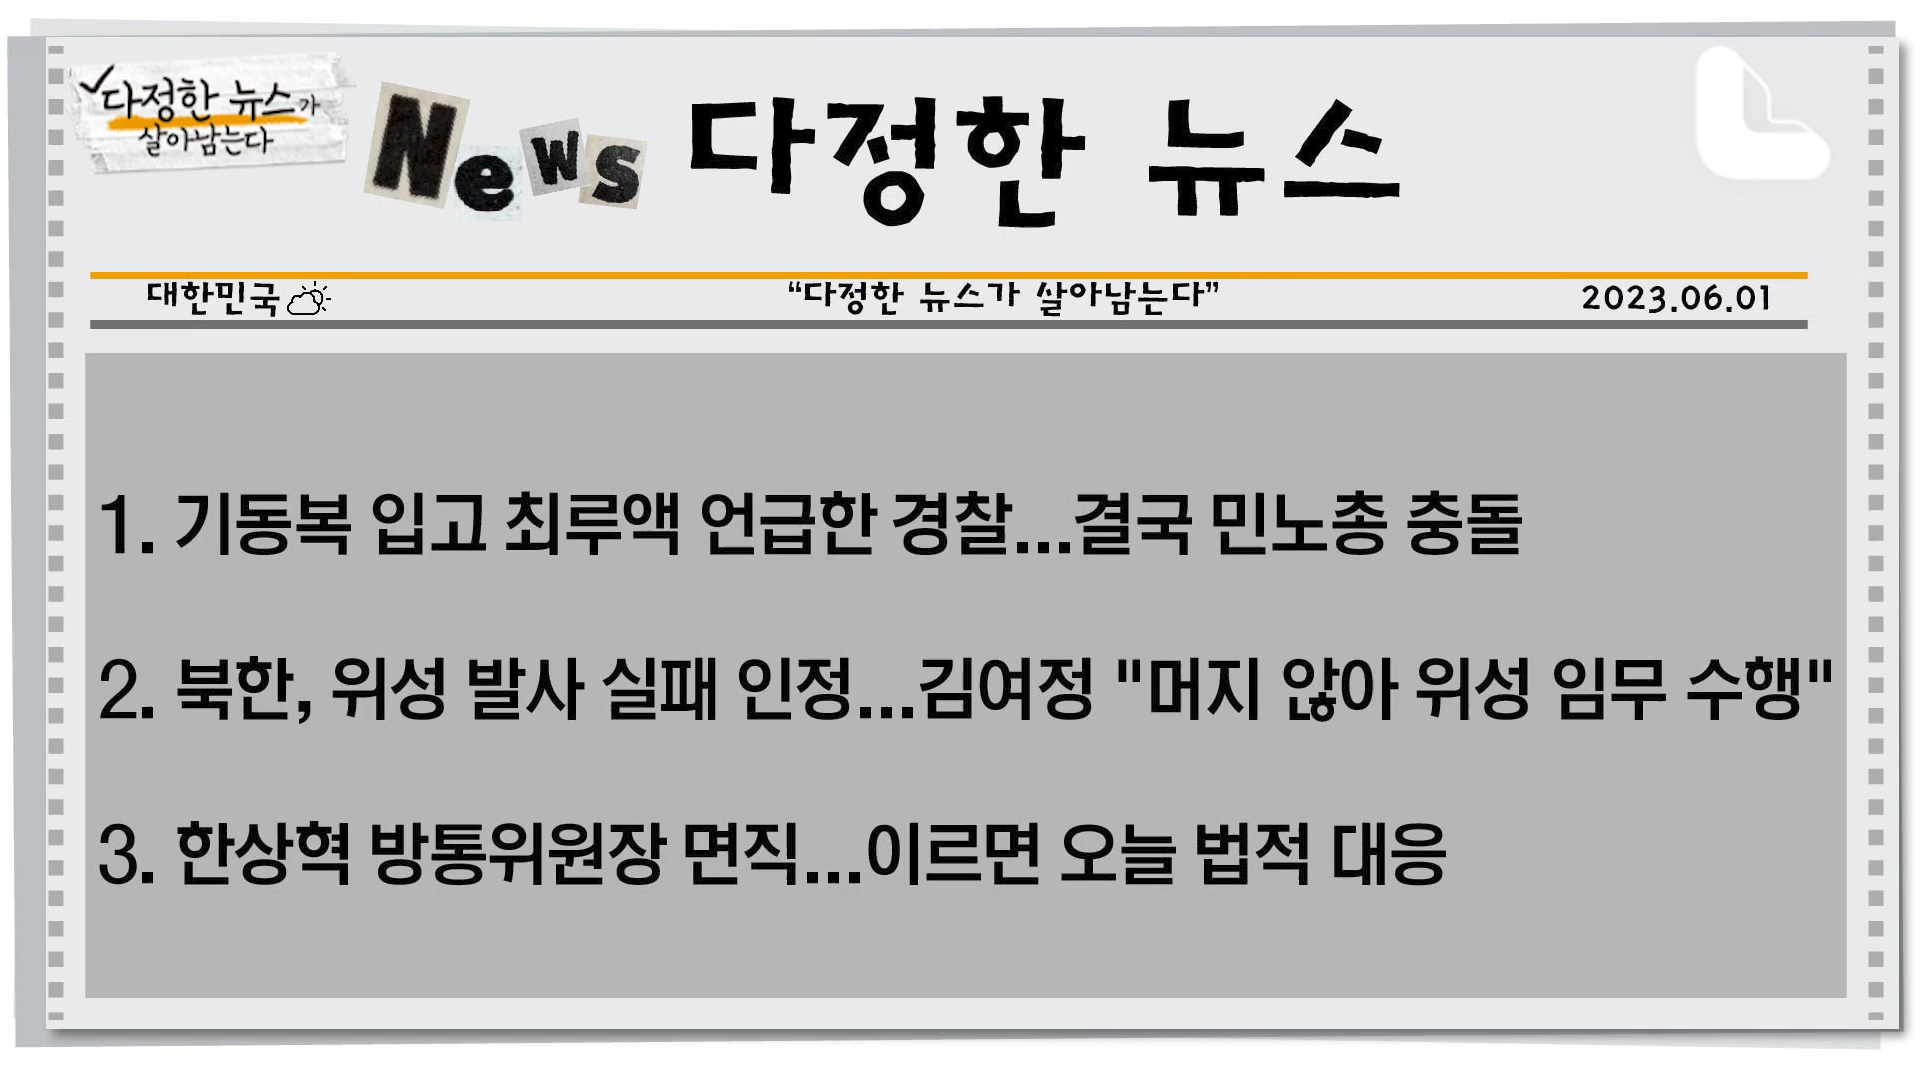 다정한 뉴스가
살아남는다
News 다정한 뉴스
대한민국 “다정한 뉴스가 살아남는다” 2023.06.01
1. 기동복 입고 최루액 언급한 경찰...결국 민노총 충돌
2. 북한, 위성 발사 실패 인정...김여정 "머지 않아 위성 임무 수행"
3. 한상혁 방통위원장 면직...이르면 오늘 법적 대응